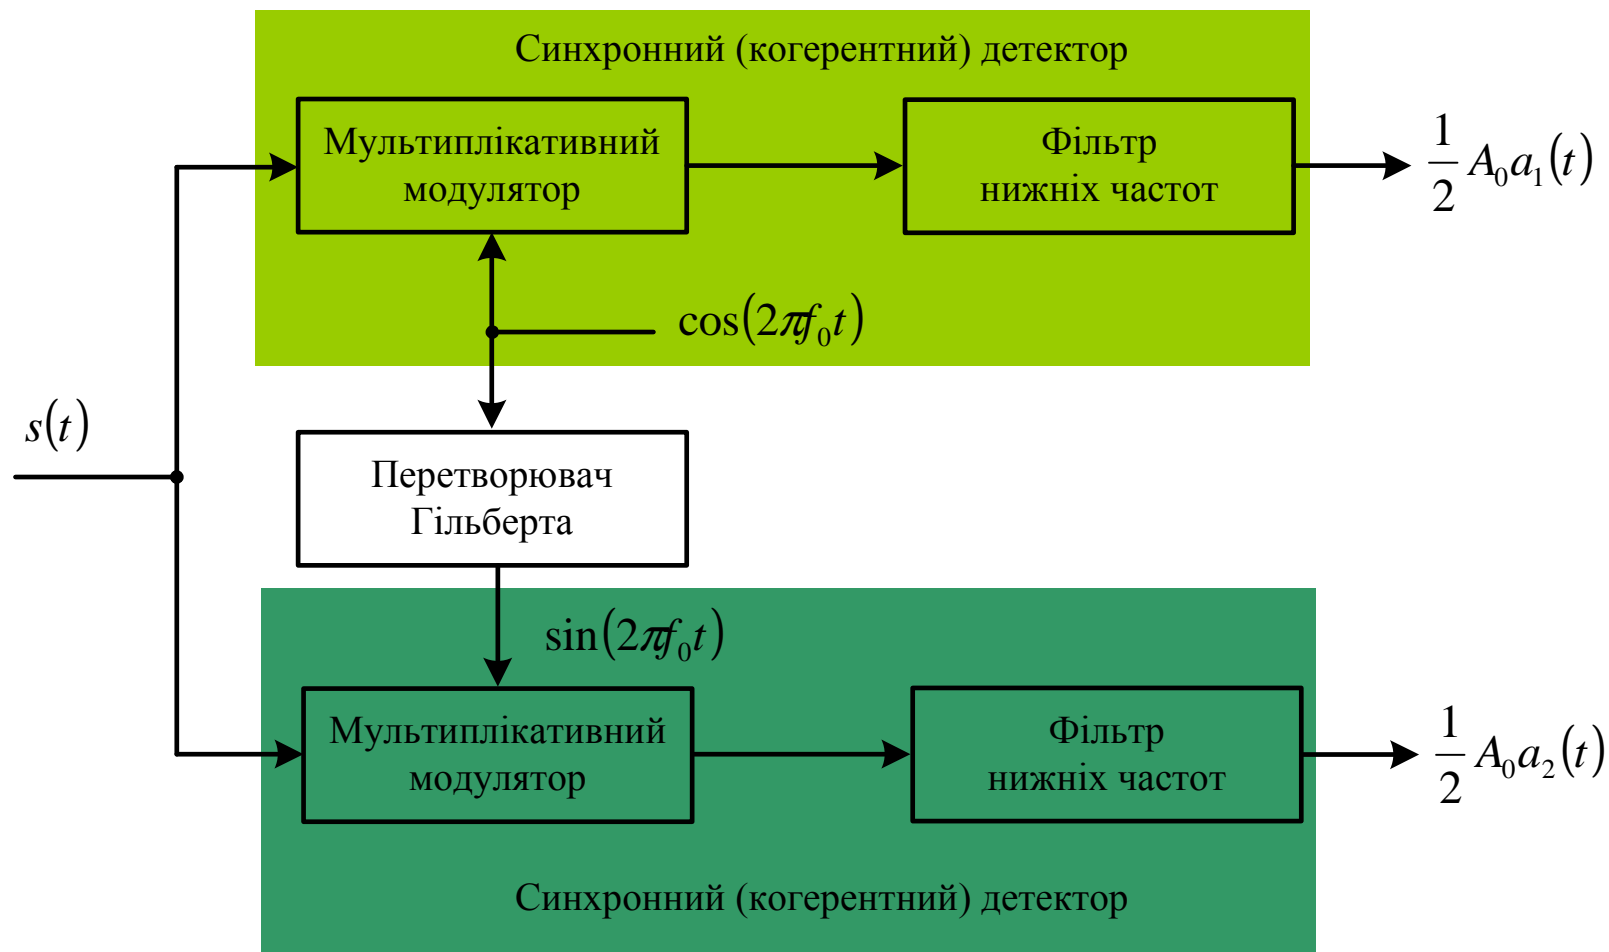 Синхронний (когерентний) детектор
Мультиплікативний
модулятор
Фільтр
нижніх частот
1/2 A₀a₁(t)
cos(2πf₀t)
s(t)
Перетворювач
Гільберта
sin(2πf₀t)
Мультиплікативний
модулятор
Фільтр
нижніх частот
1/2 A₀a₂(t)
Синхронний (когерентний) детектор